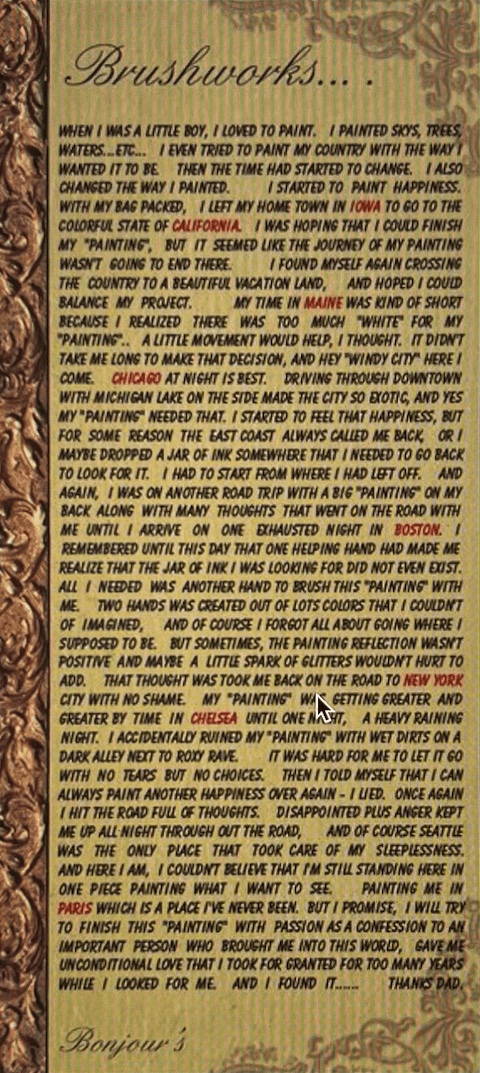 Brushworks... .
WHEN I WAS A LITTLE BOY, I LOVED TO PAINT. I PAINTED SKYS, TREES,
WATERS...ETC... I EVEN TRIED TO PAINT MY COUNTRY WITH THE WAY I
WANTED IT TO BE. THEN THE TIME HAD STARTED TO CHANGE. I ALSO
CHANGED THE WAY I PAINTED. I STARTED TO PAINT HAPPINESS.
WITH MY BAG PACKED, I LEFT MY HOME TOWN IN IOWA TO GO TO THE
COLORFUL STATE OF CALIFORNIA. I WAS HOPING THAT I COULD FINISH
MY "PAINTING", BUT IT SEEMED LIKE THE JOURNEY OF MY PAINTING
WASN'T GOING TO END THERE. I FOUND MYSELF AGAIN CROSSING
THE COUNTRY TO A BEAUTIFUL VACATION LAND, AND HOPED I COULD
BALANCE MY PROJECT. MY TIME IN MAINE WAS KIND OF SHORT
BECAUSE I REALIZED THERE WAS TOO MUCH "WHITE" FOR MY
"PAINTING".. A LITTLE MOVEMENT WOULD HELP, I THOUGHT. IT DIDN'T
TAKE ME LONG TO MAKE THAT DECISION, AND HEY "WINDY CITY" HERE I
COME. CHICAGO AT NIGHT IS BEST. DRIVING THROUGH DOWNTOWN
WITH MICHIGAN LAKE ON THE SIDE MADE THE CITY SO EXOTIC, AND YES
MY "PAINTING" NEEDED THAT. I STARTED TO FEEL THAT HAPPINESS, BUT
FOR SOME REASON THE EAST COAST ALWAYS CALLED ME BACK, OR I
MAYBE DROPPED A JAR OF INK SOMEWHERE THAT I NEEDED TO GO BACK
TO LOOK FOR IT. I HAD TO START FROM WHERE I HAD LEFT OFF. AND
AGAIN, I WAS ON ANOTHER ROAD TRIP WITH A BIG "PAINTING" ON MY
BACK ALONG WITH MANY THOUGHTS THAT WENT ON THE ROAD WITH
ME UNTIL I ARRIVE ON ONE EXHAUSTED NIGHT IN BOSTON. I
REMEMBERED UNTIL THIS DAY THAT ONE HELPING HAND HAD MADE ME
REALIZE THAT THE JAR OF INK I WAS LOOKING FOR DID NOT EVEN EXIST.
ALL I NEEDED WAS ANOTHER HAND TO BRUSH THIS "PAINTING" WITH
ME. TWO HANDS WAS CREATED OUT OF LOTS COLORS THAT I COULDN'T
OF IMAGINED, AND OF COURSE I FORGOT ALL ABOUT GOING WHERE I
SUPPOSED TO BE. BUT SOMETIMES, THE PAINTING REFLECTION WASN'T
POSITIVE AND MAYBE A LITTLE SPARK OF GLITTERS WOULDN'T HURT TO
ADD. THAT THOUGHT WAS TOOK ME BACK ON THE ROAD TO NEW YORK
CITY WITH NO SHAME. MY "PAINTING" GETTING GREATER AND
GREATER BY TIME IN CHELSEA UNTIL ONE NIGHT, A HEAVY RAINING
NIGHT. I ACCIDENTALLY RUINED MY "PAINTING" WITH WET DIRTS ON A
DARK ALLEY NEXT TO ROXY RAVE. IT WAS HARD FOR ME TO LET IT GO
WITH NO TEARS BUT NO CHOICES. THEN I TOLD MYSELF THAT I CAN
ALWAYS PAINT ANOTHER HAPPINESS OVER AGAIN - I LIED. ONCE AGAIN
I HIT THE ROAD FULL OF THOUGHTS. DISAPPOINTED PLUS ANGER KEPT
ME UP ALL NIGHT THROUGH OUT THE ROAD, AND OF COURSE SEATTLE
WAS THE ONLY PLACE THAT TOOK CARE OF MY SLEEPLESSNESS.
AND HERE I AM, I COULDN'T BELIEVE THAT I'M STILL STANDING HERE IN
ONE PIECE PAINTING WHAT I WANT TO SEE. PAINTING ME IN
PARIS WHICH IS A PLACE I'VE NEVER BEEN. BUT I PROMISE, I WILL TRY
TO FINISH THIS "PAINTING" WITH PASSION AS A CONFESSION TO AN
IMPORTANT PERSON WHO BROUGHT ME INTO THIS WORLD, GAVE ME
UNCONDITIONAL LOVE THAT I TOOK FOR GRANTED FOR TOO MANY YEARS
WHILE I LOOKED FOR ME. AND I FOUND IT...... THANKS DAD.
Bonjour's